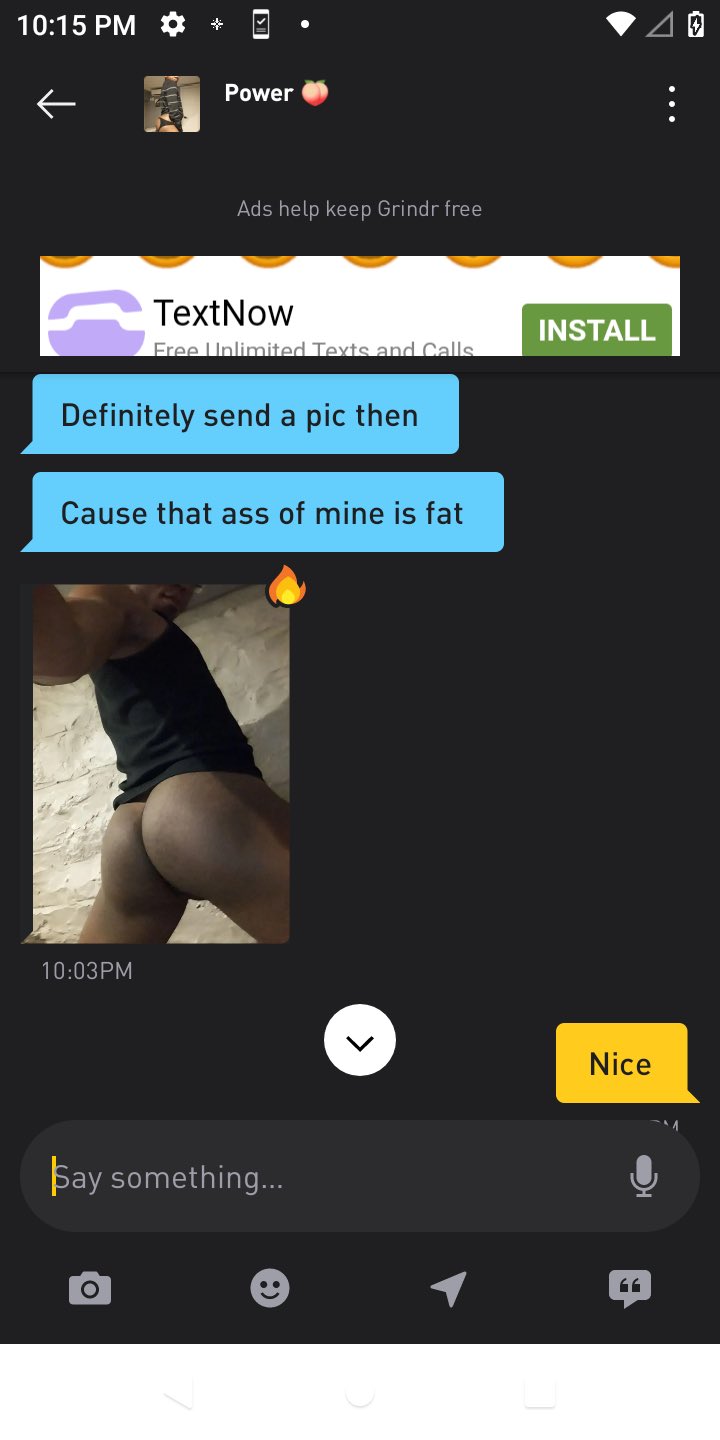 10:15 PM
Power 🍑
Ads help keep Grindr free
TextNow
Free Unlimited Texts and Calls
INSTALL
Definitely send a pic then
Cause that ass of mine is fat
🔥
10:03PM
Nice
Say something...